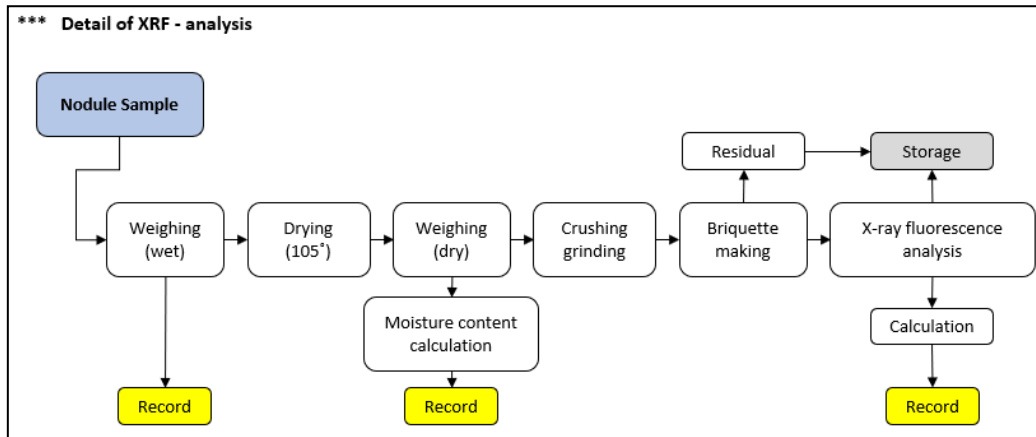 *** Detail of XRF - analysis
Nodule Sample
Residual
Storage
Weighing
(wet)
Drying
(105˚)
Weighing
(dry)
Crushing
grinding
Briquette
making
X-ray fluorescence
analysis
Moisture content
calculation
Calculation
Record
Record
Record